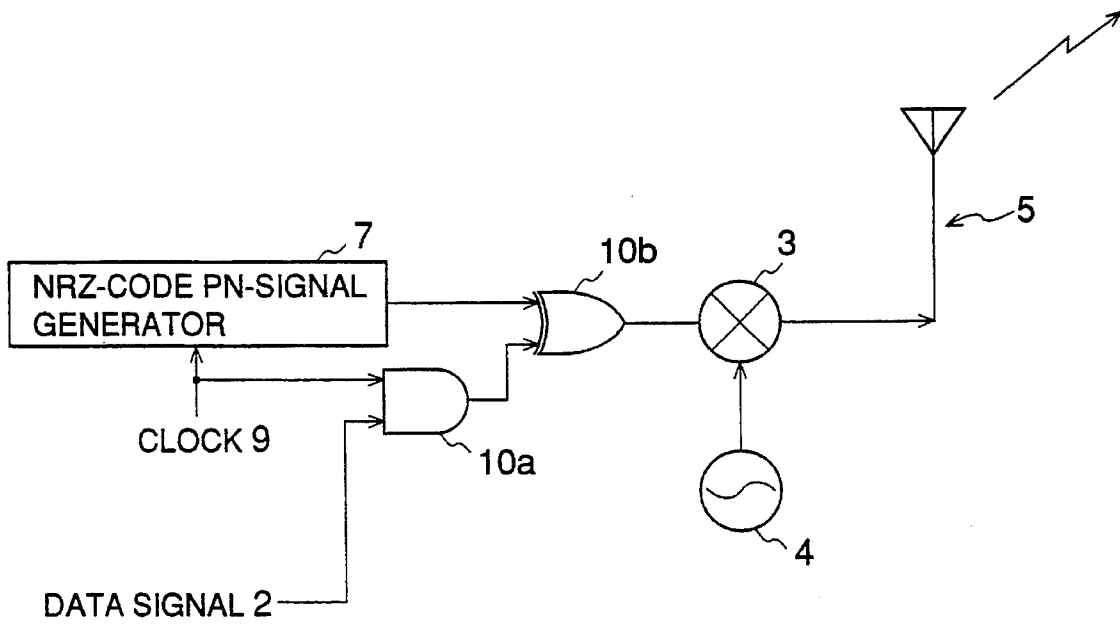 5
7
10b
3
NRZ-CODE PN-SIGNAL
GENERATOR
CLOCK 9
10a
4
DATA SIGNAL 2